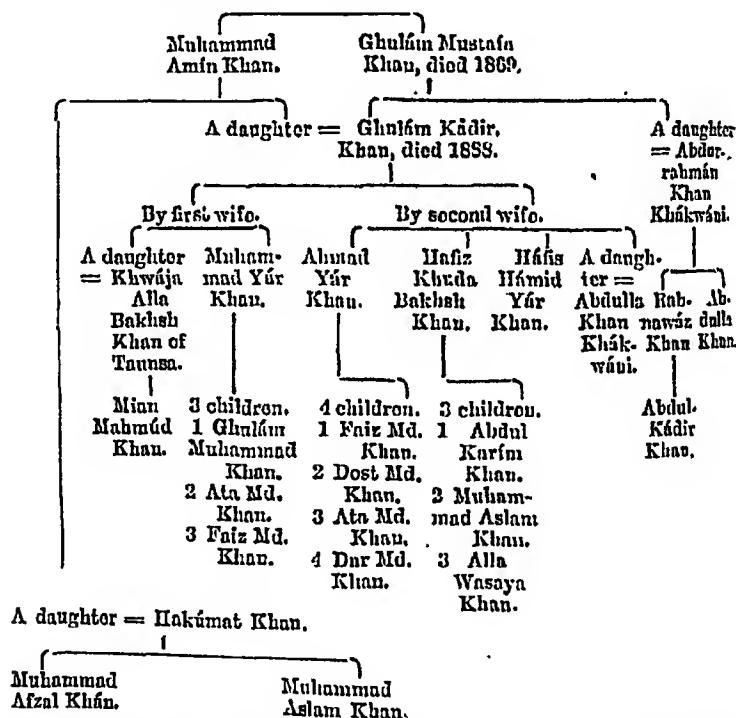 Muhammad
Amín Khan.
Ghulám Mustafa
Khan, died 1869.
A daughter = Ghulám Kádir.
Khan, died 1888.
A daughter
= Abdur-
rahmán
Khan
Khákwáni.
By first wife.
By second wife.
A daughter
= Khwája
Alla
Bakhsh
Khan of
Taunsa.
Muham-
mad Yár
Khan.
Ahmad
Yár
Khan.
Hafiz
Khuda
Bakhsh
Khan.
Háfis
Hámid
Yár
Khan.
A daugh-
ter =
Abdulla
Khan
Khák-
wáni.
Rab-
nawáz
Khan
Ab-
dulla
Khan.
Mian
Mahmúd
Khan.
3 children.
1 Ghulám
Muhammad
Khan.
2 Ata Md.
Khan.
3 Faiz Md.
Khan.
4 children.
1 Faiz Md.
Khan.
2 Dost Md.
Khan.
3 Ata Md.
Khan.
4 Dur Md.
Khan.
3 children.
1 Abdul
Karím
Khan.
2 Muham-
mad Aslam
Khan.
3 Alla
Wasaya
Khan.
Abdul-
Kádir
Khan.
A daughter = Hakúmat Khan.
Muhammad
Afzal Khán.
Muhammad
Aslam Khan.